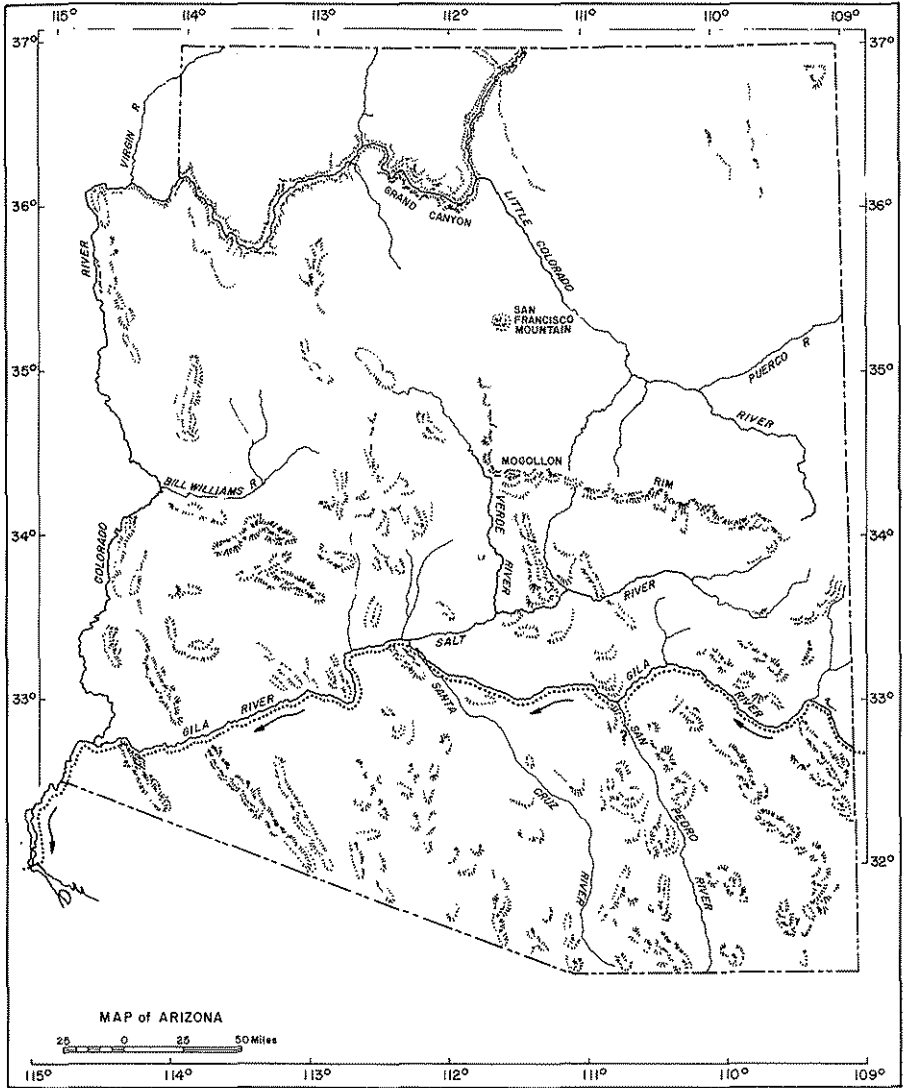 115° 114° 113° 112° 111° 110° 109°
37° 37°
VIRGIN R
36° 36°
GRAND CANYON
LITTLE COLORADO
RIVER
SAN
FRANCISCO
MOUNTAIN
PUERCO R
35° 35°
RIVER
MOGOLLON RIM
BILL WILLIAMS R
VERDE RIVER
34° 34°
COLORADO
RIVER
SALT
GILA RIVER
33° 33°
SANTA CRUZ RIVER
GILA RIVER
SAN PEDRO RIVER
32°
MAP of ARIZONA
25 0 25 50 Miles
115° 114° 113° 112° 111° 110° 109°